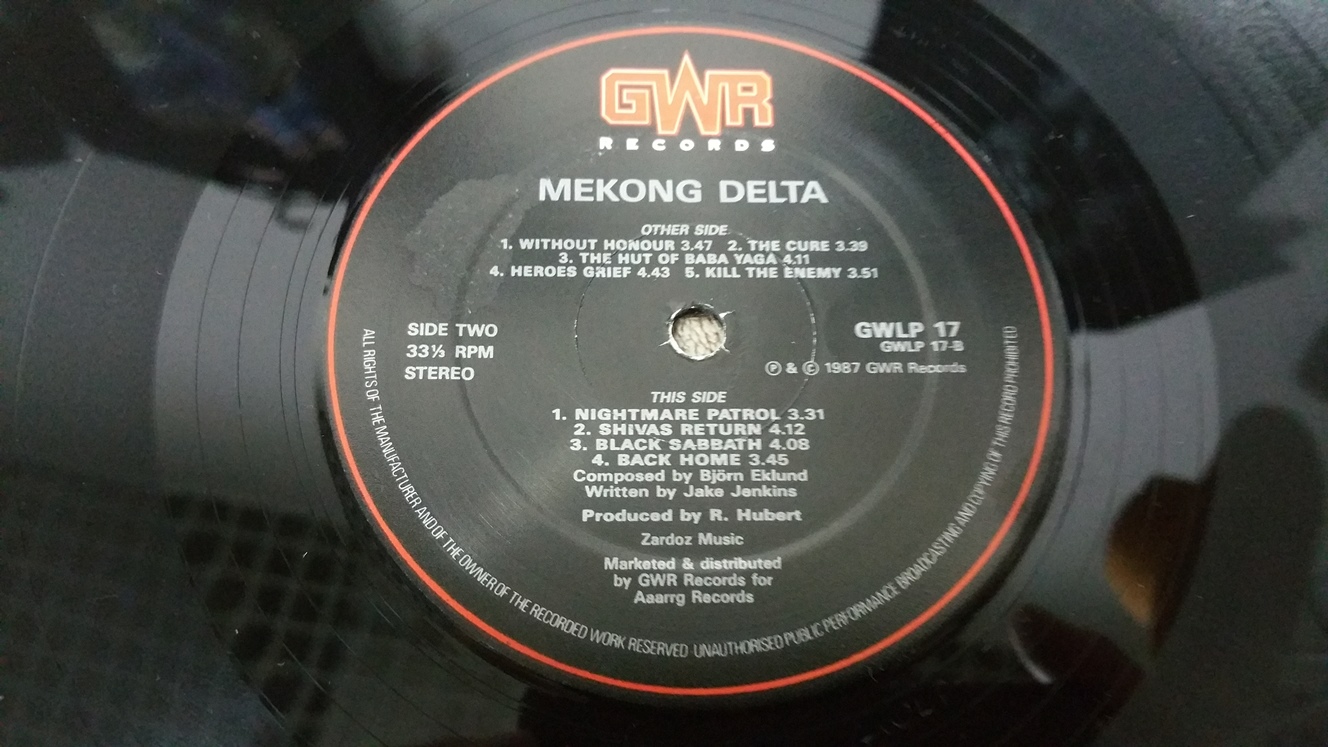 GWR
RECORDS
MEKONG DELTA
OTHER SIDE
1. WITHOUT HONOUR 3.47 2. THE CURE 3.39
3. THE HUT OF BABA YAGA 4.11
4. HEROES GRIEF 4.43 5. KILL THE ENEMY 3.51
SIDE TWO
33⅓ RPM
STEREO
GWLP 17
GWLP 17-B
Ⓟ & © 1987 GWR Records
THIS SIDE
1. NIGHTMARE PATROL 3.31
2. SHIVAS RETURN 4.12
3. BLACK SABBATH 4.08
4. BACK HOME 3.45
Composed by Björn Eklund
Written by Jake Jenkins
Produced by R. Hubert
Zardoz Music
Marketed & distributed
by GWR Records for
Aaarrg Records
ALL RIGHTS OF THE MANUFACTURER AND OF THE OWNER OF THE RECORDED WORK RESERVED UNAUTHORISED PUBLIC PERFORMANCE BROADCASTING AND COPYING OF THIS RECORD PROHIBITED